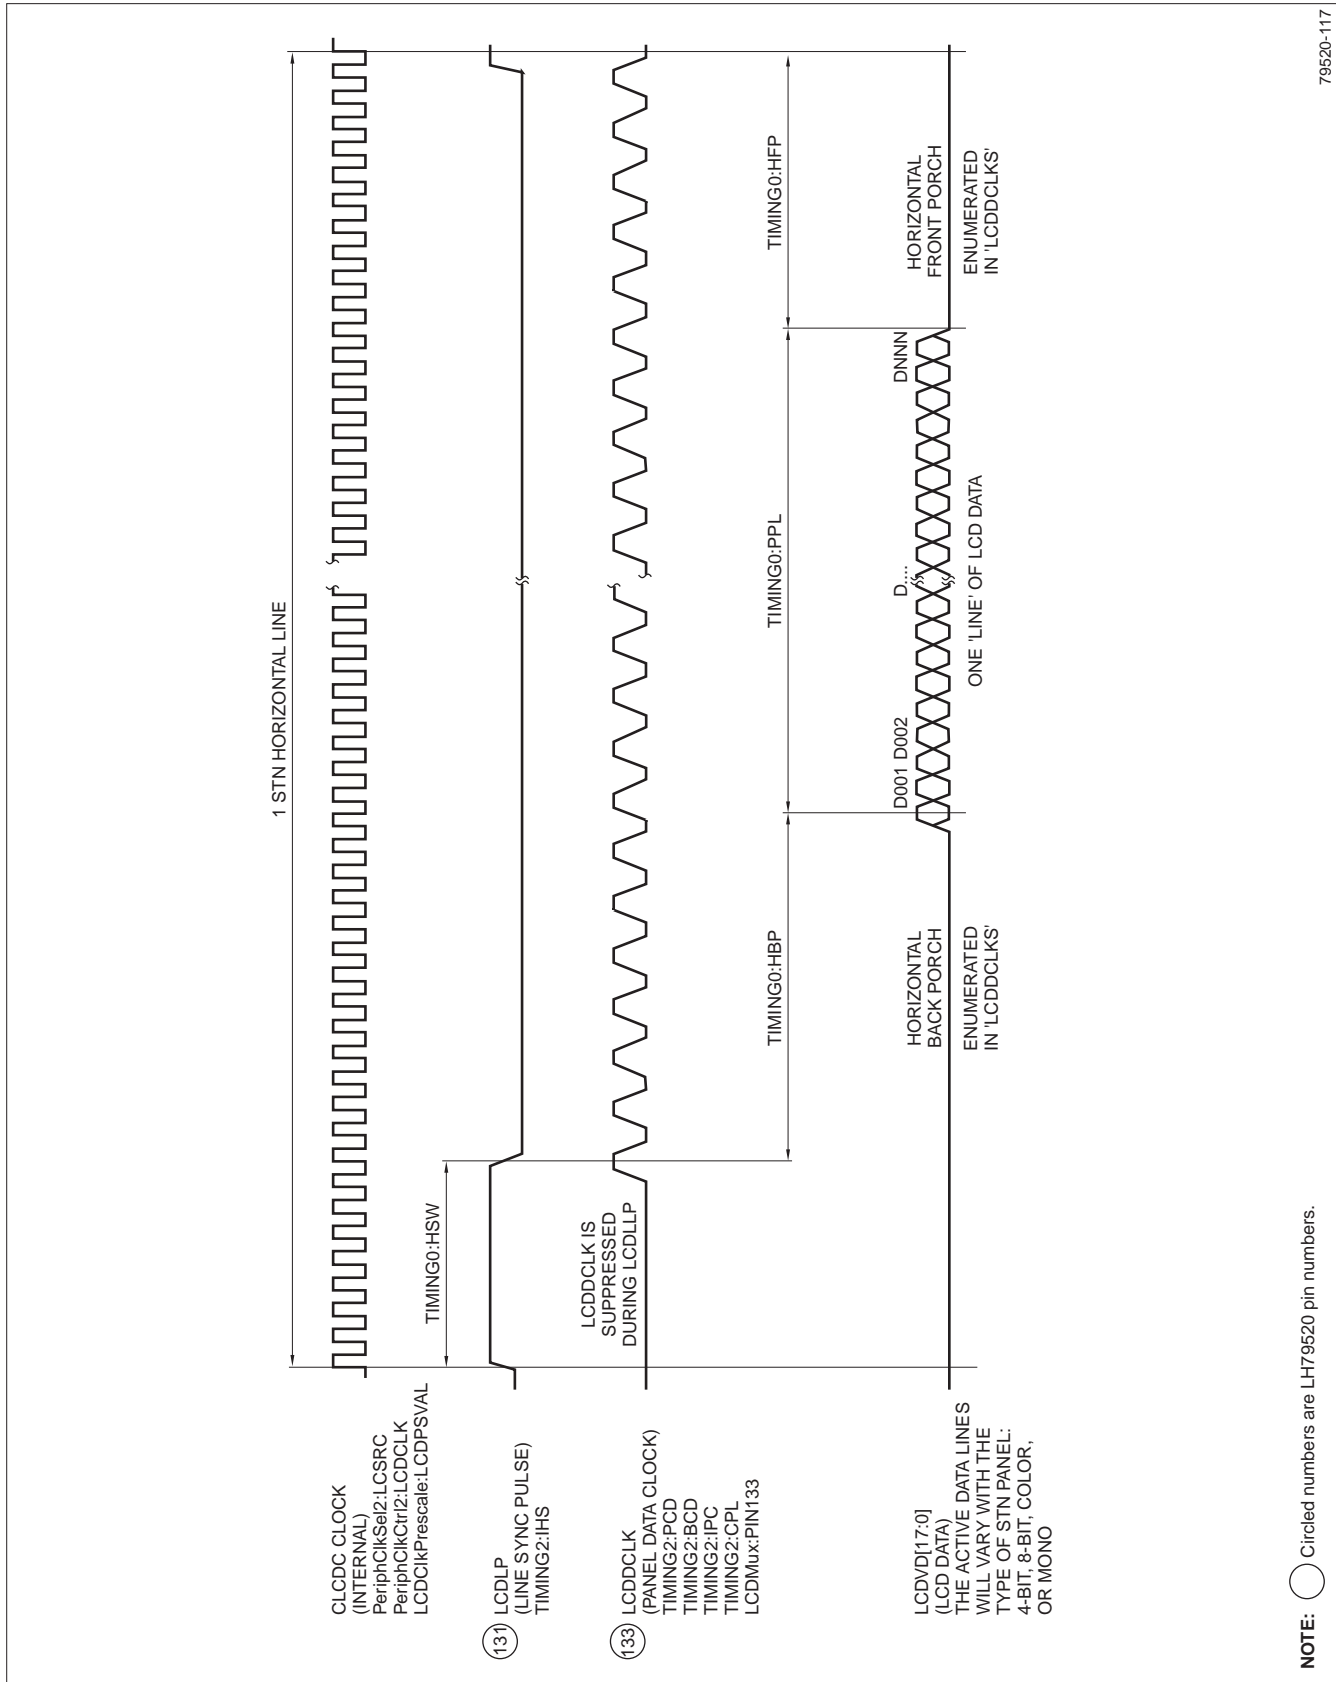 1 STN HORIZONTAL LINE
CLCDC CLOCK
(INTERNAL)
PeriphClkSel2:LCSRC
PeriphClkCtrl2:LCDCLK
LCDClkPrescale:LCDPSVAL
TIMING0:HSW
131
LCDLP
(LINE SYNC PULSE)
TIMING2:IHS
LCDDCLK IS
SUPPRESSED
DURING LCDLLP
133
LCDDCLK
(PANEL DATA CLOCK)
TIMING2:PCD
TIMING2:BCD
TIMING2:IPC
TIMING2:CPL
LCDMux:PIN133
TIMING0:HBP
TIMING0:PPL
TIMING0:HFP
D001 D002
D....
DNNN
LCDVD[17:0]
(LCD DATA)
THE ACTIVE DATA LINES
WILL VARY WITH THE
TYPE OF STN PANEL:
4-BIT, 8-BIT, COLOR,
OR MONO
HORIZONTAL
BACK PORCH
ENUMERATED
IN 'LCDDCLKS'
ONE 'LINE' OF LCD DATA
HORIZONTAL
FRONT PORCH
ENUMERATED
IN 'LCDDCLKS'
NOTE: Circled numbers are LH79520 pin numbers.
79520-117